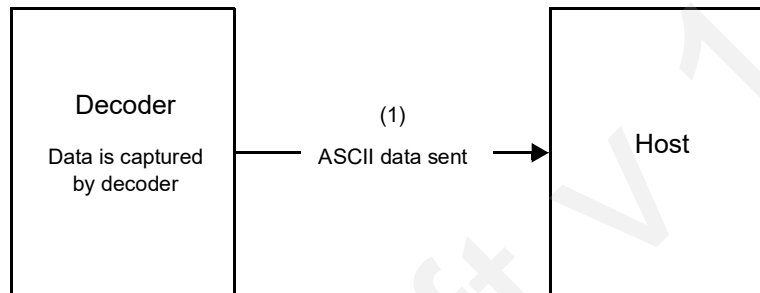 Decoder
Data is captured
by decoder
(1)
ASCII data sent
Host